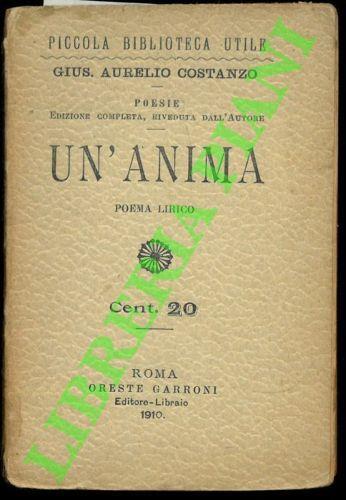 PICCOLA BIBLIOTECA UTILE
GIUS. AURELIO COSTANZO
POESIE
EDIZIONE COMPLETA, RIVEDUTA DALL'AUTORE
UN'ANIMA
POEMA LIRICO
Cent. 20
ROMA
ORESTE GARRONI
Editore-Libraio
1910.
LIBRERIA PIANI